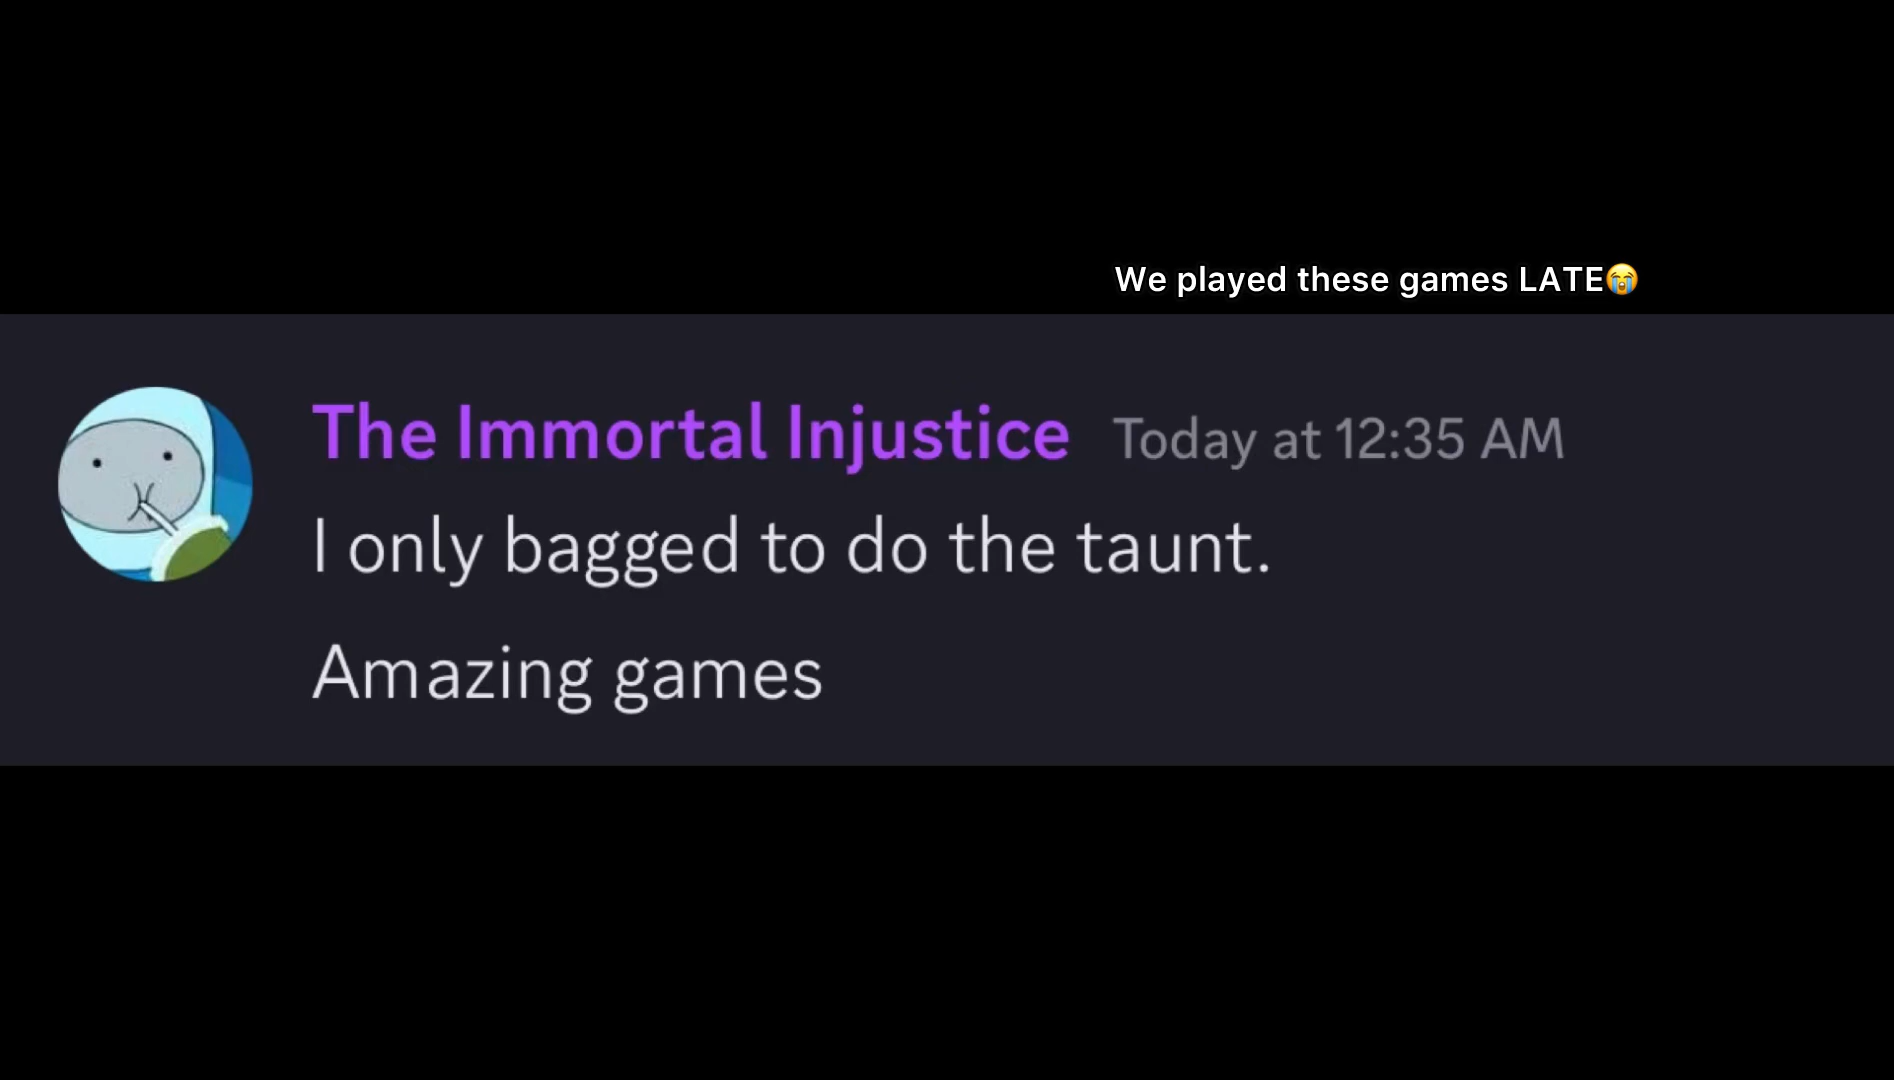 We played these games LATE😭
The Immortal Injustice Today at 12:35 AM
I only bagged to do the taunt.
Amazing games